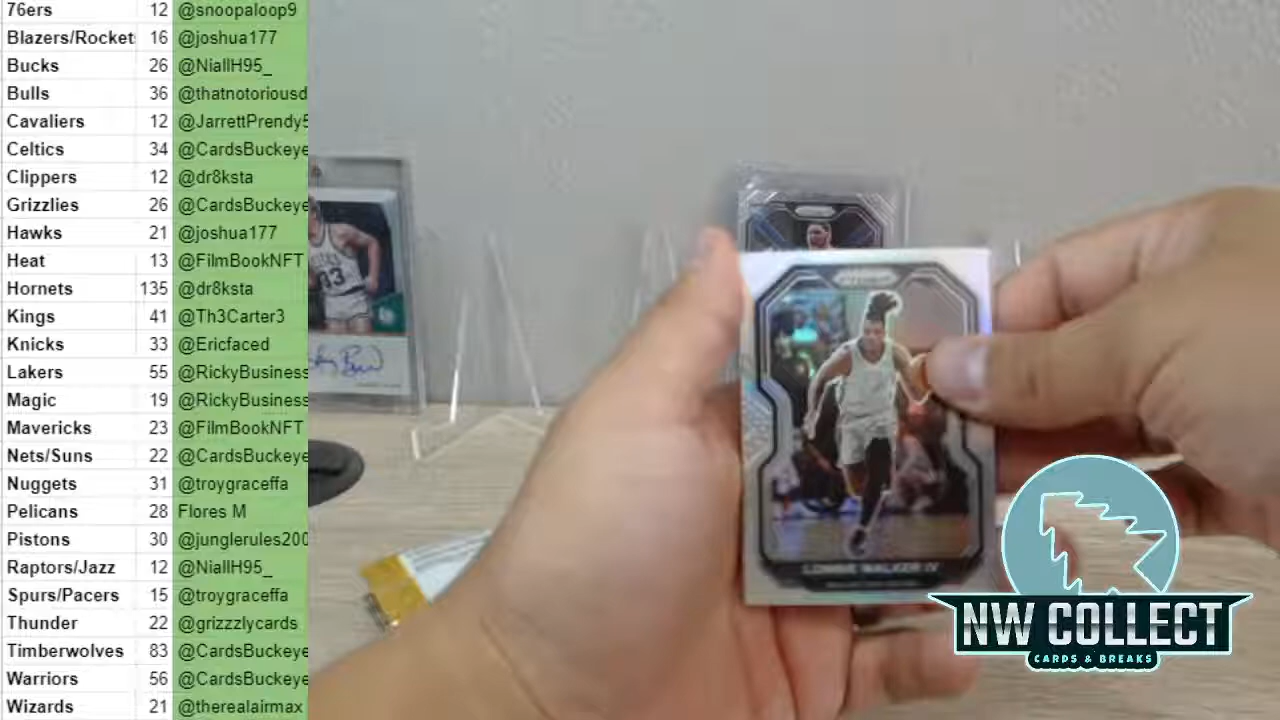 76ers 12 @snoopaloop9
Blazers/Rocket 16 @joshua177
Bucks 26 @NiallH95_
Bulls 36 @thatnotoriousd
Cavaliers 12 @JarrettPrendy5
Celtics 34 @CardsBuckeye
Clippers 12 @dr8ksta
Grizzlies 26 @CardsBuckeye
Hawks 21 @joshua177
Heat 13 @FilmBookNFT
Hornets 135 @dr8ksta
Kings 41 @Th3Carter3
Knicks 33 @Ericfaced
Lakers 55 @RickyBusiness
Magic 19 @RickyBusiness
Mavericks 23 @FilmBookNFT
Nets/Suns 22 @CardsBuckeye
Nuggets 31 @troygraceffa
Pelicans 28 Flores M
Pistons 30 @junglerules200
Raptors/Jazz 12 @NiallH95_
Spurs/Pacers 15 @troygraceffa
Thunder 22 @grizzzlycards
Timberwolves 83 @CardsBuckeye
Warriors 56 @CardsBuckeye
Wizards 21 @therealairmax
33
LONNIE WALKER IV
NW COLLECT
CARDS & BREAKS